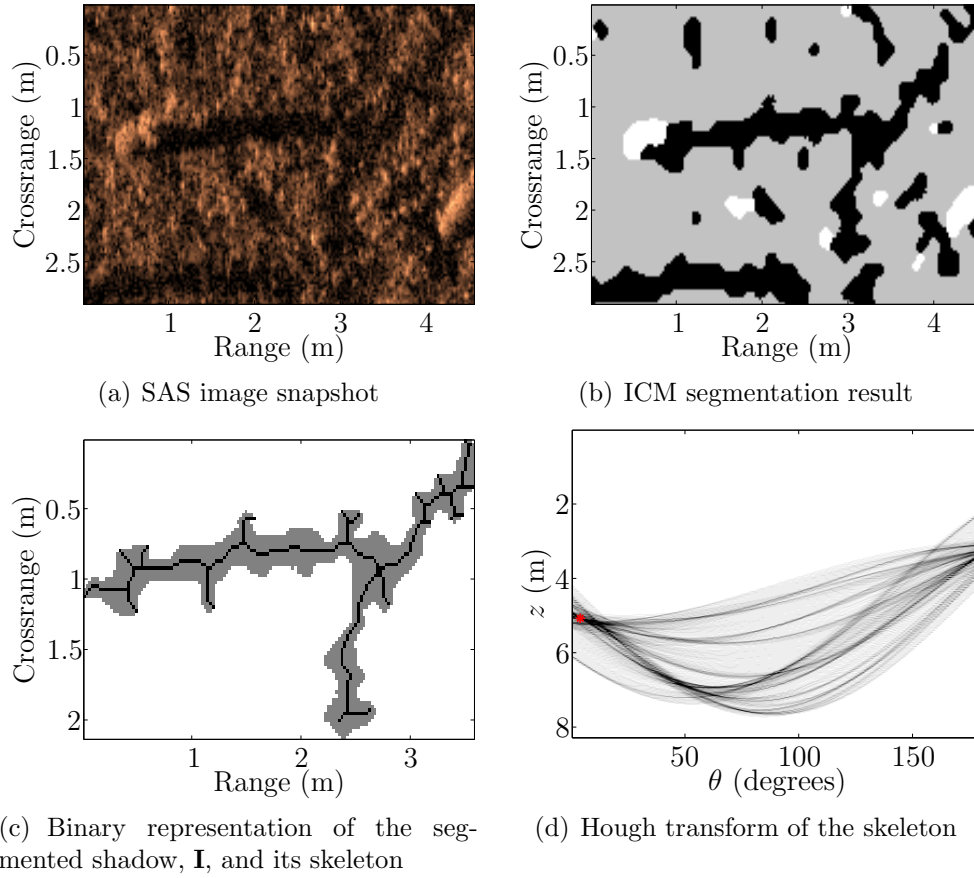 0.5
1
1.5
2
2.5
Crossrange (m)
1 2 3 4
Range (m)
(a) SAS image snapshot
0.5
1
1.5
2
2.5
Crossrange (m)
1 2 3 4
Range (m)
(b) ICM segmentation result
0.5
1
1.5
2
Crossrange (m)
1 2 3
Range (m)
(c) Binary representation of the seg-
mented shadow, I, and its skeleton
2
4
6
8
z (m)
50 100 150
θ (degrees)
(d) Hough transform of the skeleton